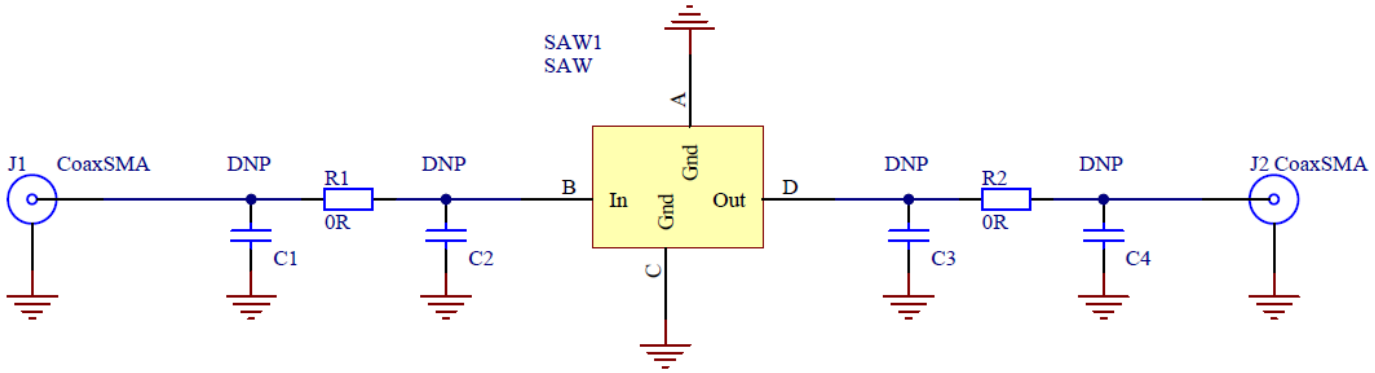 SAW1
SAW
A
J1 CoaxSMA
DNP
R1
0R
C1
DNP
C2
B
In
Gnd
Gnd
Out
D
C
DNP
C3
R2
0R
DNP
C4
J2 CoaxSMA